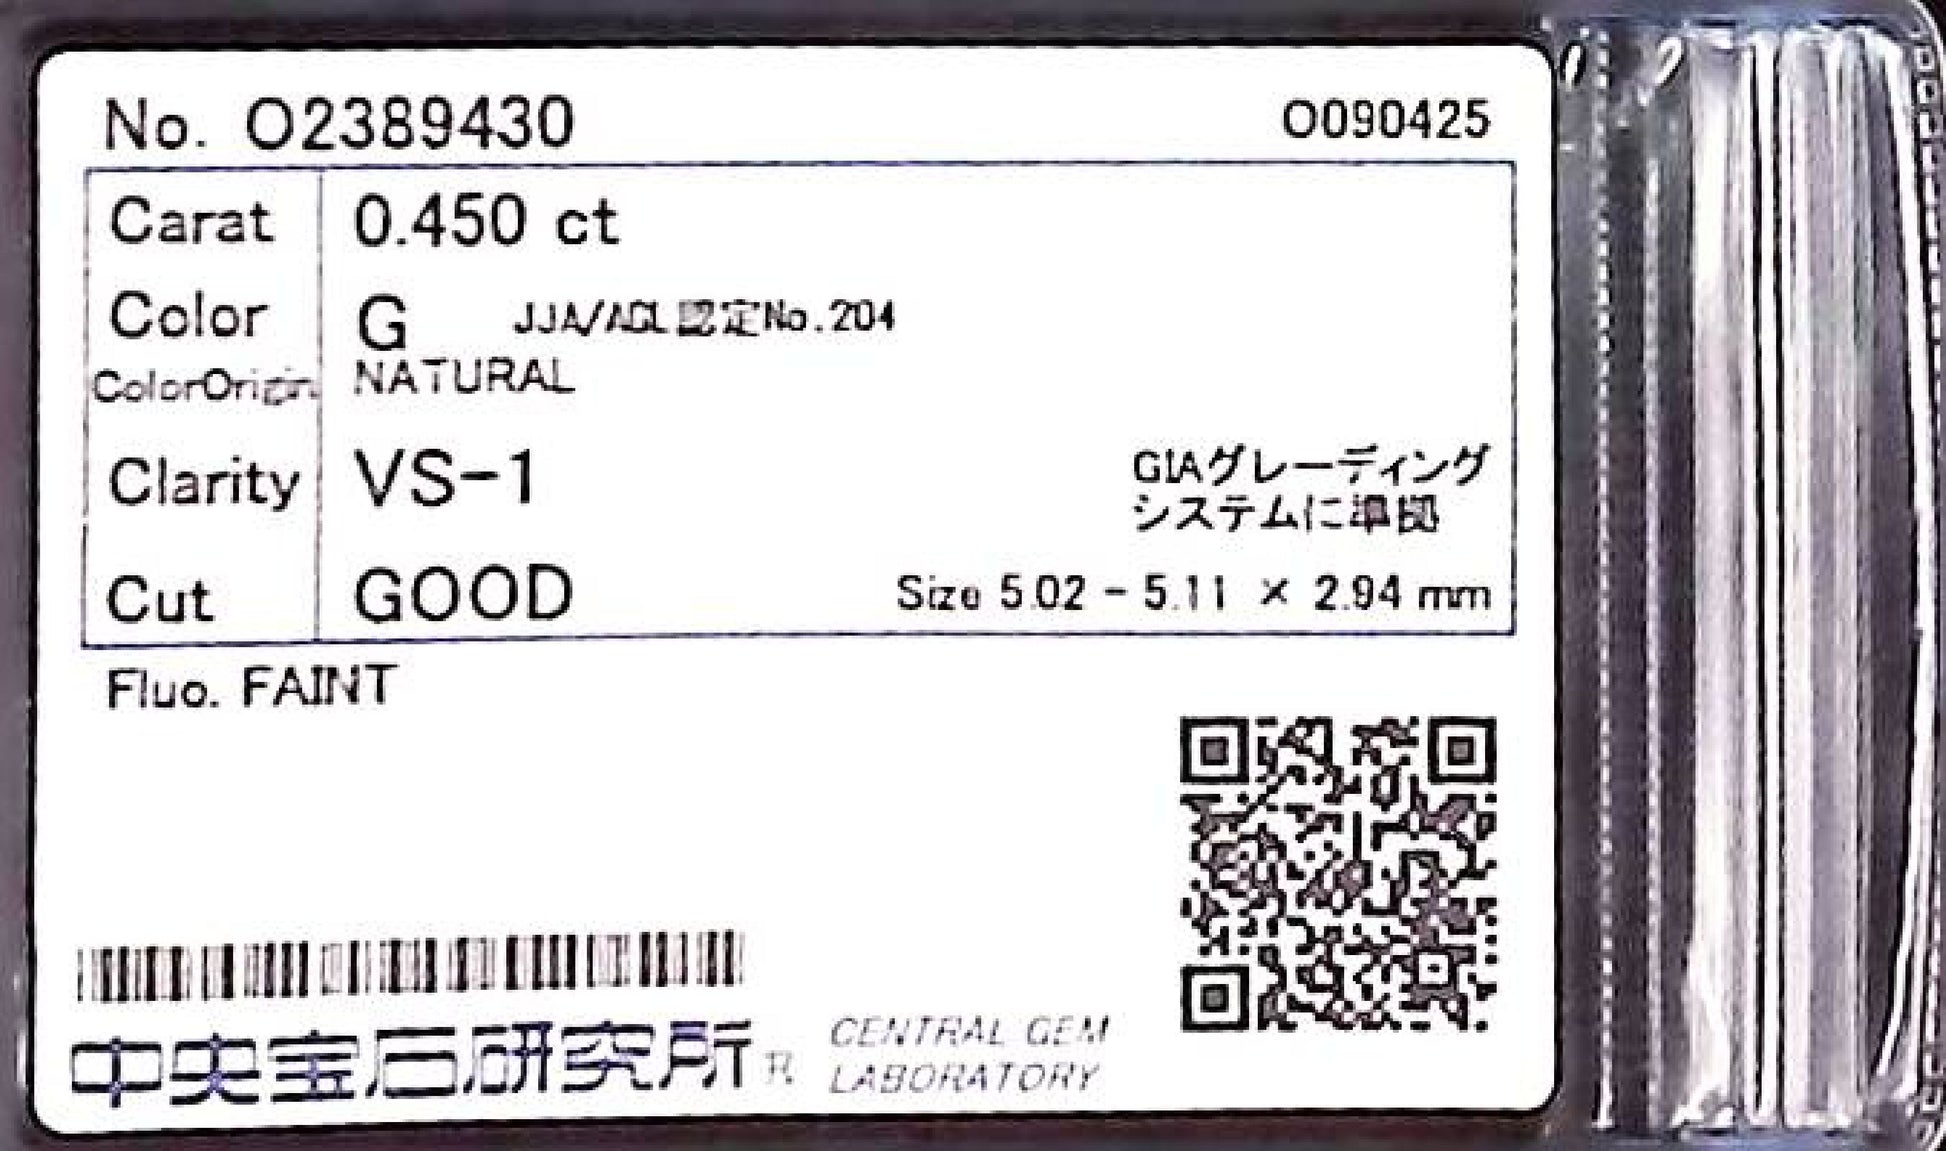 No. O2389430 O090425
Carat 0.450 ct
Color G JJA/AGL認定No.204
ColorOrigin NATURAL
Clarity VS-1
GIAグレーディング
システムに準拠
Cut GOOD Size 5.02 - 5.11 × 2.94 mm
Fluo. FAINT
中央宝石研究所 R
CENTRAL GEM
LABORATORY